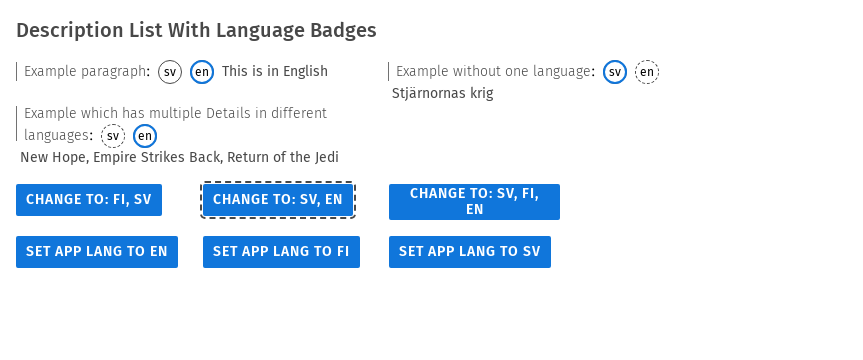 Description List With Language Badges
Example paragraph: sv en This is in English
Example without one language: sv en
Stjärnornas krig
Example which has multiple Details in different
languages: sv en
New Hope, Empire Strikes Back, Return of the Jedi
CHANGE TO: FI, SV
CHANGE TO: SV, EN
CHANGE TO: SV, FI,
EN
SET APP LANG TO EN
SET APP LANG TO FI
SET APP LANG TO SV